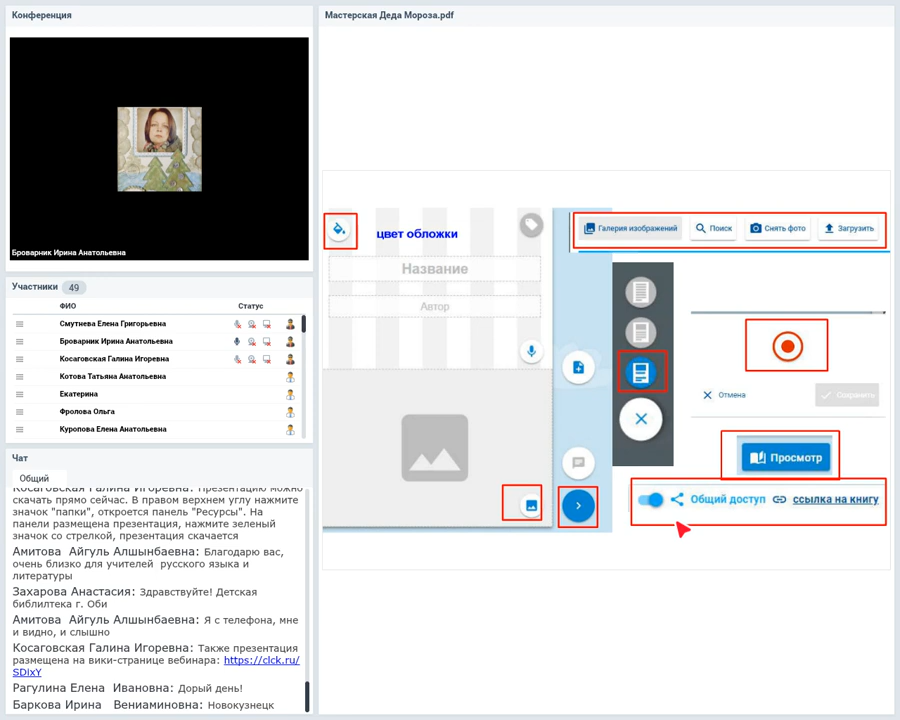 Конференция
Броварник Ирина Анатольевна
Участники 49
ФИО Статус
Смутнева Елена Григорьевна
Броварник Ирина Анатольевна
Косаговская Галина Игоревна
Котова Татьяна Анатольевна
Екатерина
Фролова Ольга
Куропова Елена Анатольевна
Чат
Общий
Косаговская Галина Игоревна: Презентацию можно
скачать прямо сейчас. В правом верхнем углу нажмите
значок "папки", откроется панель "Ресурсы". На
панели размещена презентация, нажмите зеленый
значок со стрелкой, презентация скачается
Амитова Айгуль Алшынбаевна: Благодарю вас,
очень близко для учителей русского языка и
литературы
Захарова Анастасия: Здравствуйте! Детская
библилтека г. Оби
Амитова Айгуль Алшынбаевна: Я с телефона, мне
и видно, и слышно
Косаговская Галина Игоревна: Также презентация
размещена на вики-странице вебинара: https://clck.ru/
SDixY
Рагулина Елена Ивановна: Дорый день!
Баркова Ирина Вениаминовна: Новокузнецк
Мастерская Деда Мороза.pdf
цвет обложки
Название
Автор
Галерея изображений Поиск Снять фото Загрузить
Отмена Сохранить
Просмотр
Общий доступ ссылка на книгу